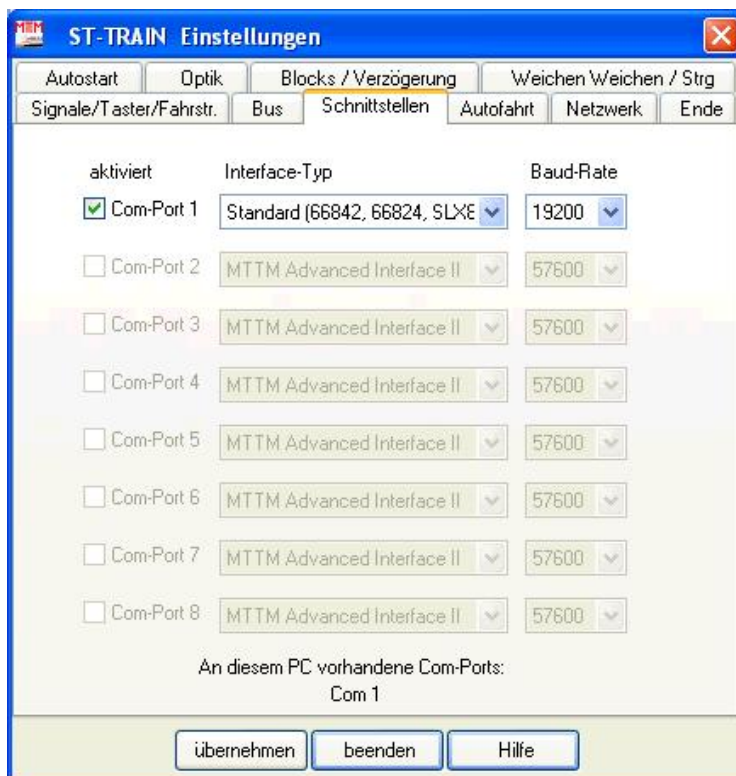 MTTM ST-TRAIN Einstellungen
Autostart Optik Blocks / Verzögerung Weichen Weichen / Strg
Signale/Taster/Fahrstr. Bus Schnittstellen Autofahrt Netzwerk Ende
aktiviert Interface-Typ Baud-Rate
Com-Port 1 Standard (66842, 66824, SLX8 19200
Com-Port 2 MTTM Advanced Interface II 57600
Com-Port 3 MTTM Advanced Interface II 57600
Com-Port 4 MTTM Advanced Interface II 57600
Com-Port 5 MTTM Advanced Interface II 57600
Com-Port 6 MTTM Advanced Interface II 57600
Com-Port 7 MTTM Advanced Interface II 57600
Com-Port 8 MTTM Advanced Interface II 57600
An diesem PC vorhandene Com-Ports:
Com 1
übernehmen beenden Hilfe